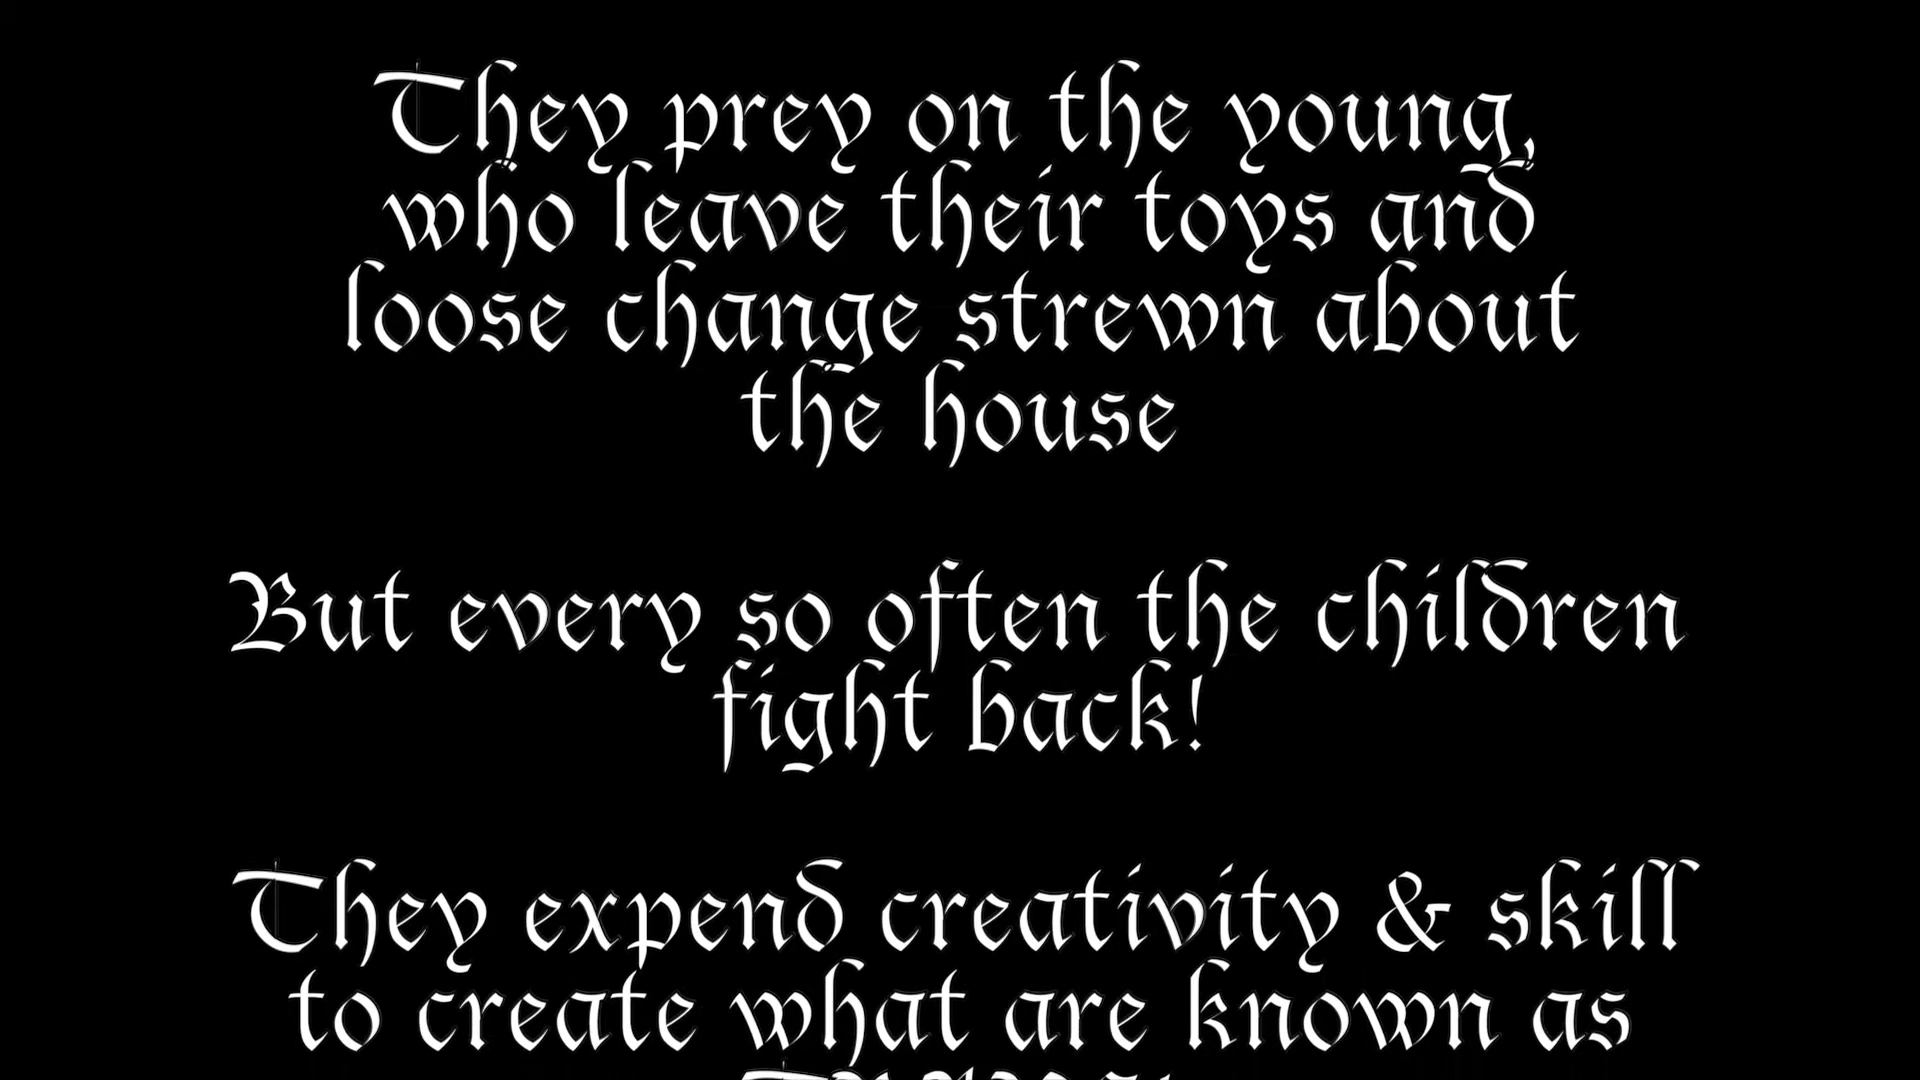 They prey on the young,
who leave their toys and
loose change strewn about
the house
But every so often the children
fight back!
They expend creativity & skill
to create what are known as